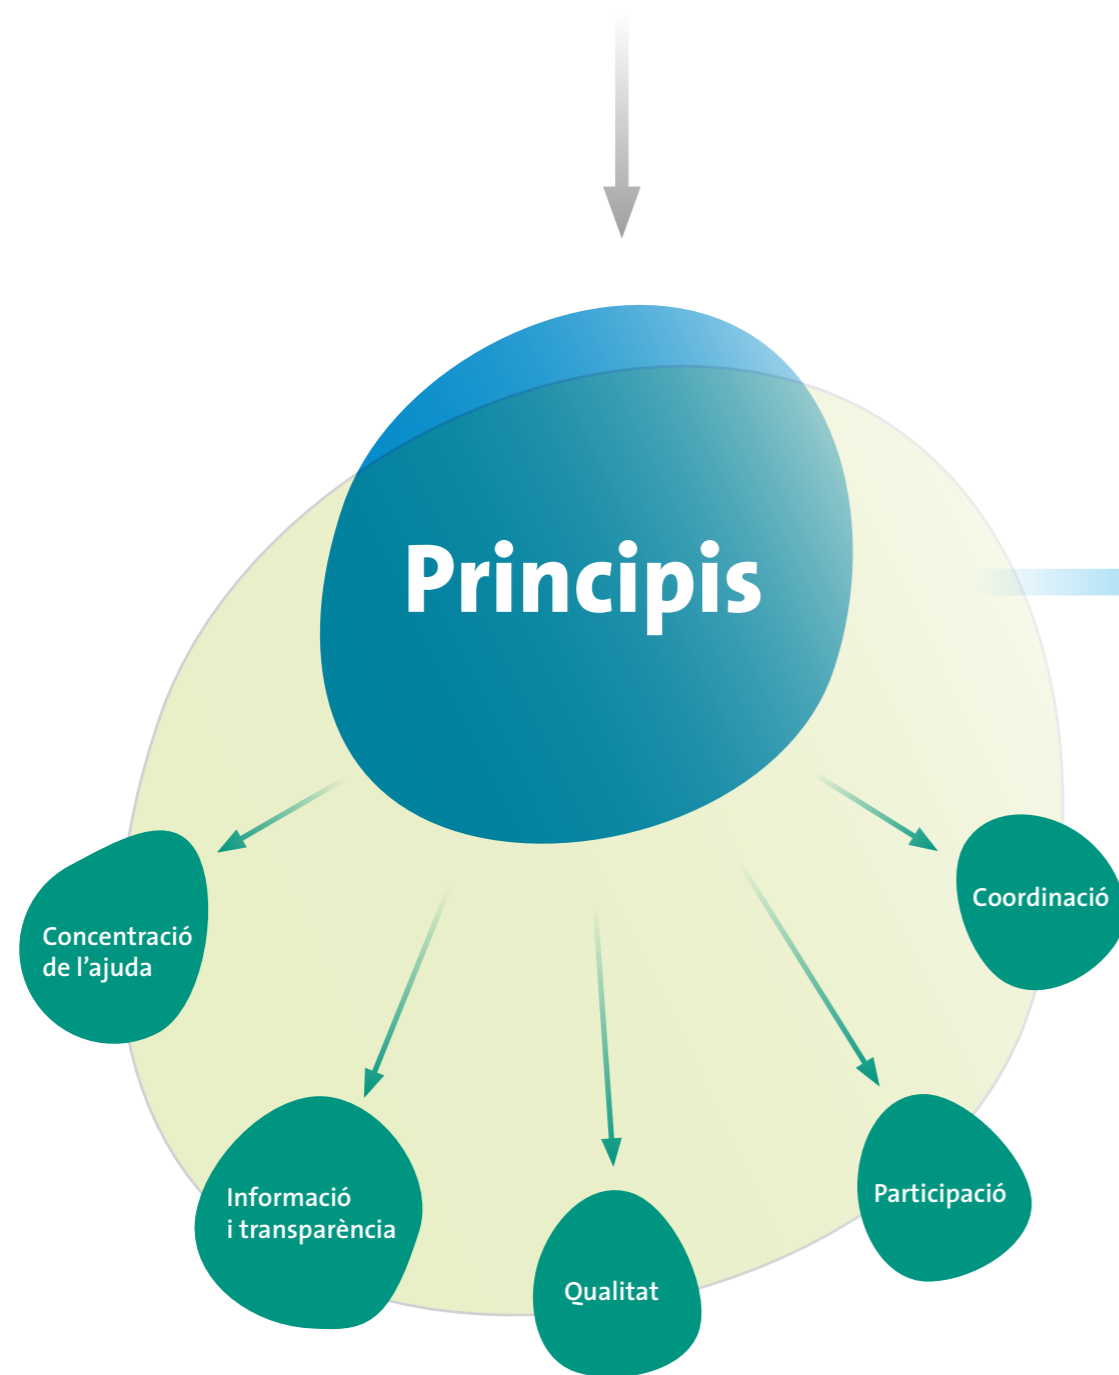 Principis
Concentració
de l’ajuda
Informació
i transparència
Qualitat
Participació
Coordinació